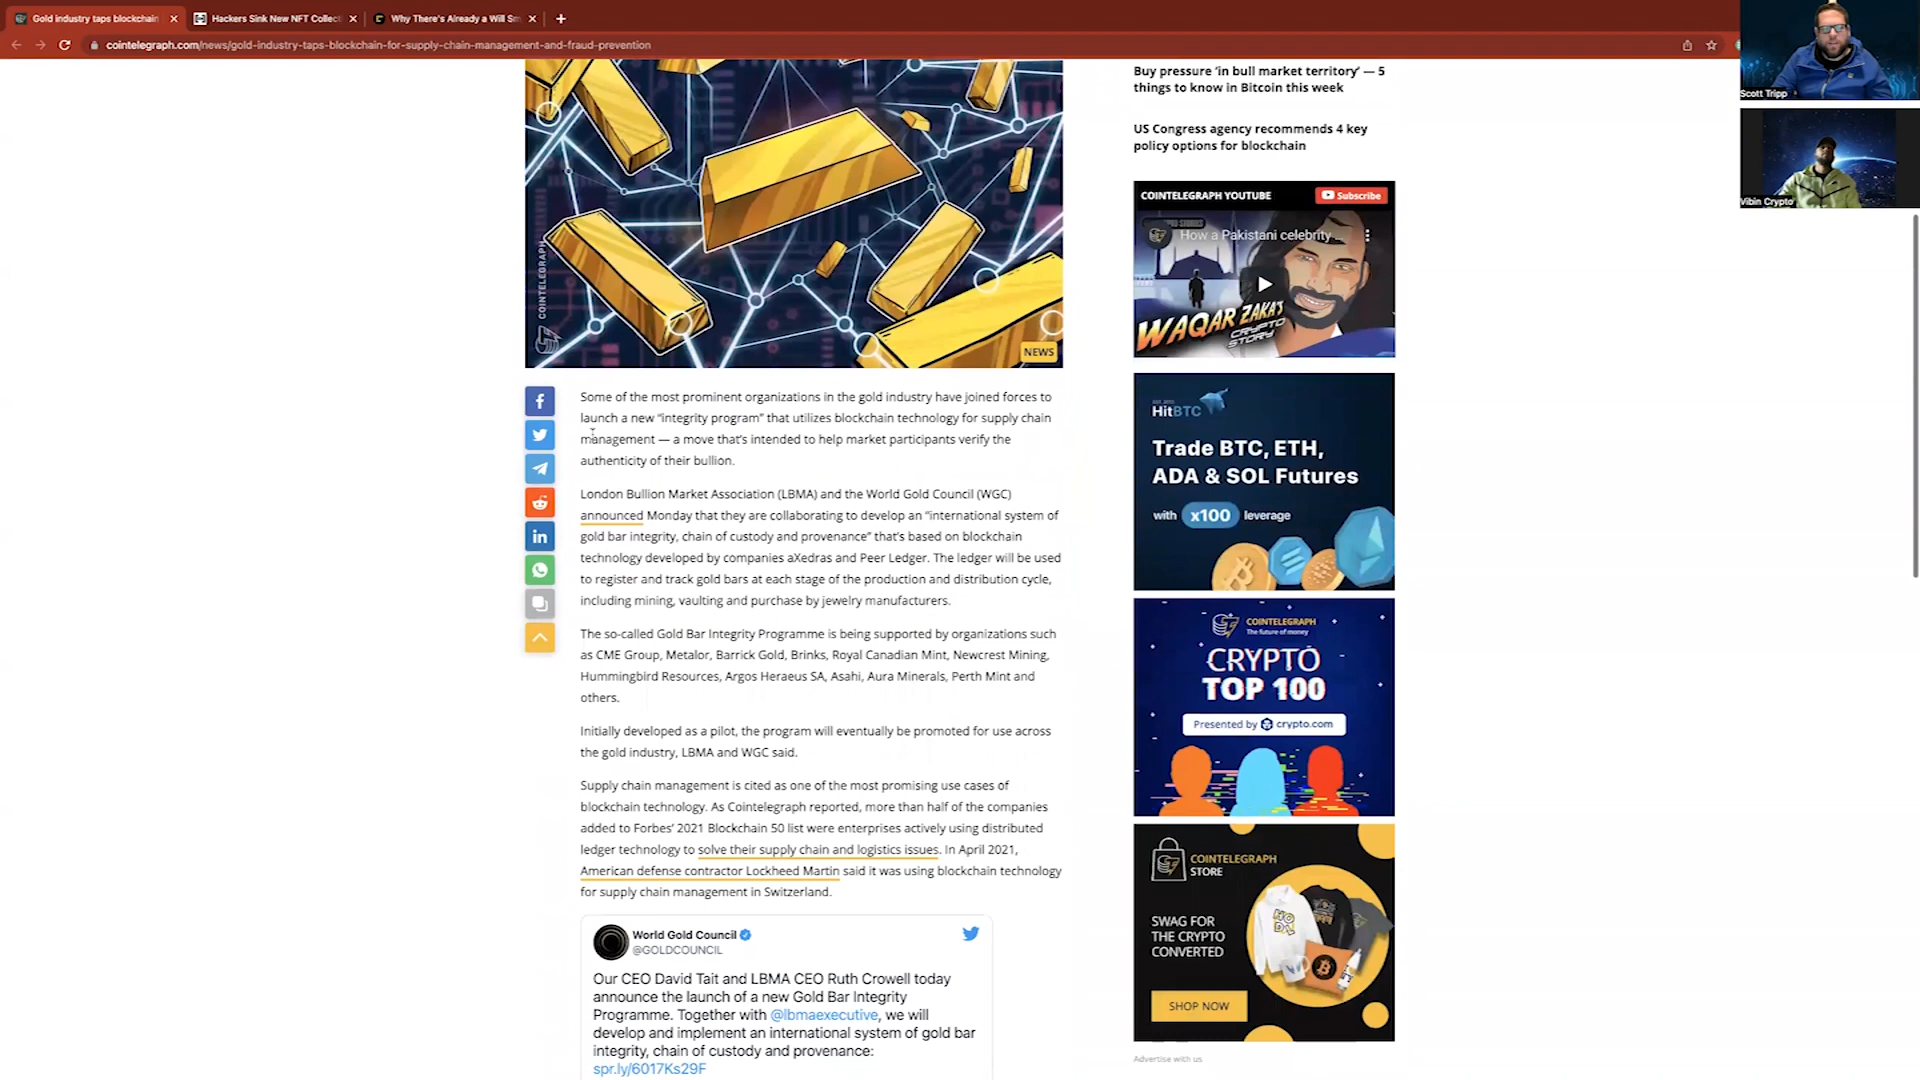 Gold industry taps blockchain
Hackers Sink New NFT Collect
Why There's Already a Will Sm
cointelegraph.com/news/gold-industry-taps-blockchain-for-supply-chain-management-and-fraud-prevention
Scott Tripp
Vibin Crypto
COINTELEGRAPH
NEWS
Some of the most prominent organizations in the gold industry have joined forces to
launch a new “integrity program” that utilizes blockchain technology for supply chain
management — a move that’s intended to help market participants verify the
authenticity of their bullion.
London Bullion Market Association (LBMA) and the World Gold Council (WGC)
announced Monday that they are collaborating to develop an “international system of
gold bar integrity, chain of custody and provenance” that’s based on blockchain
technology developed by companies aXedras and Peer Ledger. The ledger will be used
to register and track gold bars at each stage of the production and distribution cycle,
including mining, vaulting and purchase by jewelry manufacturers.
The so-called Gold Bar Integrity Programme is being supported by organizations such
as CME Group, Metalor, Barrick Gold, Brinks, Royal Canadian Mint, Newcrest Mining,
Hummingbird Resources, Argos Heraeus SA, Asahi, Aura Minerals, Perth Mint and
others.
Initially developed as a pilot, the program will eventually be promoted for use across
the gold industry, LBMA and WGC said.
Supply chain management is cited as one of the most promising use cases of
blockchain technology. As Cointelegraph reported, more than half of the companies
added to Forbes’ 2021 Blockchain 50 list were enterprises actively using distributed
ledger technology to solve their supply chain and logistics issues. In April 2021,
American defense contractor Lockheed Martin said it was using blockchain technology
for supply chain management in Switzerland.
World Gold Council
@GOLDCOUNCIL
Our CEO David Tait and LBMA CEO Ruth Crowell today
announce the launch of a new Gold Bar Integrity
Programme. Together with @lbmaexecutive, we will
develop and implement an international system of gold bar
integrity, chain of custody and provenance:
spr.ly/6017Ks29F
Buy pressure ‘in bull market territory’ — 5
things to know in Bitcoin this week
US Congress agency recommends 4 key
policy options for blockchain
COINTELEGRAPH YOUTUBE
Subscribe
How a Pakistani celebrity ...
WAQAR ZAKA'S
CRYPTO
STORY
HitBTC
Trade BTC, ETH,
ADA & SOL Futures
with x100 leverage
COINTELEGRAPH
The future of money
CRYPTO
TOP 100
Presented by crypto.com
COINTELEGRAPH
STORE
SWAG FOR
THE CRYPTO
CONVERTED
SHOP NOW
Advertise with us